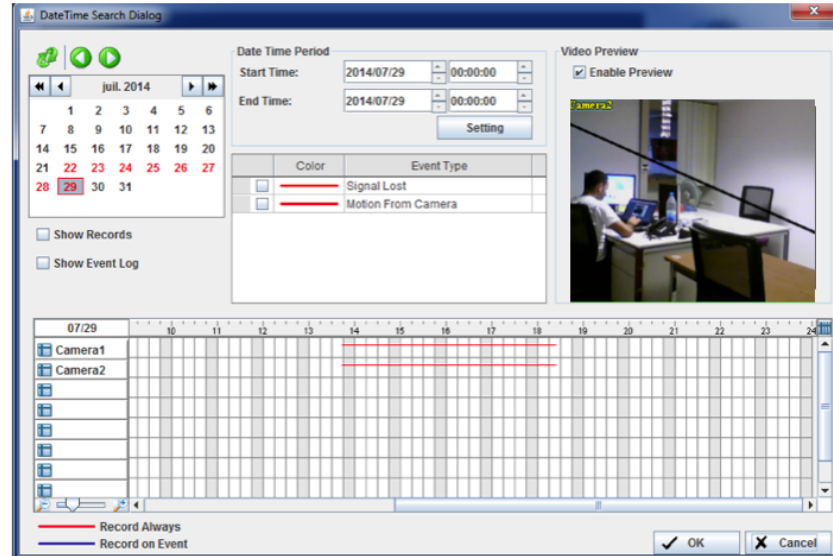 DateTime Search Dialog
juil. 2014
1 2 3 4 5 6
7 8 9 10 11 12 13
14 15 16 17 18 19 20
21 22 23 24 25 26 27
28 29 30 31
Show Records
Show Event Log
Date Time Period
Start Time: 2014/07/29 00:00:00
End Time: 2014/07/29 00:00:00
Setting
Color Event Type
Signal Lost
Motion From Camera
Video Preview
Enable Preview
Camera2
07/29 10 11 12 13 14 15 16 17 18 19 20 21 22 23 24
Camera1
Camera2
Record Always
Record on Event
OK Cancel